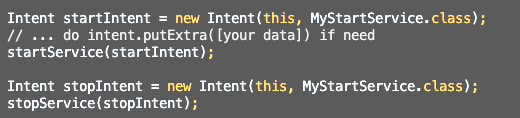 Intent startIntent = new Intent(this, MyStartService.class);
// ... do intent.putExtra([your data]) if need
startService(startIntent);
Intent stopIntent = new Intent(this, MyStartService.class);
stopService(stopIntent);